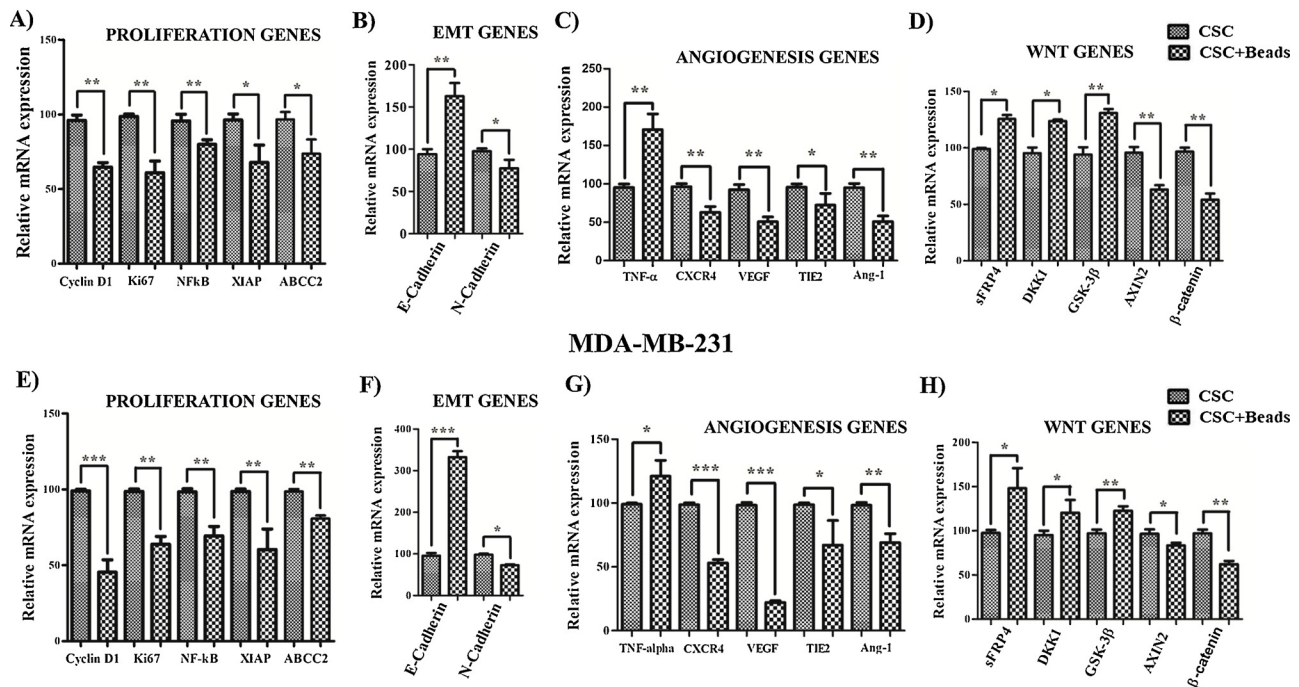 A)
PROLIFERATION GENES
Relative mRNA expression
150
100
50
0
** ** ** * *
Cyclin D1 Ki67 NFkB XIAP ABCC2
B)
EMT GENES
Relative mRNA expression
200
150
100
50
0
** *
E-Cadherin
N-Cadherin
C)
ANGIOGENESIS GENES
Relative mRNA expression
250
200
150
100
50
0
** ** ** * **
TNF-α CXCR4 VEGF TIE2 Ang-I
D)
CSC
CSC+Beads
WNT GENES
Relative mRNA expression
200
150
100
50
0
* * ** ** **
sFRP4
DKK1
GSK-3β
AXIN2
β-catenin
MDA-MB-231
E)
PROLIFERATION GENES
Relative mRNA expression
150
100
50
0
*** ** ** ** **
Cyclin D1 Ki67 NF-kB XIAP ABCC2
F)
EMT GENES
Relative mRNA expression
400
300
200
100
0
*** *
E-Cadherin
N-Cadherin
G)
ANGIOGENESIS GENES
Relative mRNA expression
150
100
50
0
* *** *** * **
TNF-alpha CXCR4 VEGF TIE2 Ang-I
H)
CSC
CSC+Beads
WNT GENES
Relative mRNA expression
200
150
100
50
0
* * ** * **
sFRP4
DKK1
GSK-3β
AXIN2
β-catenin